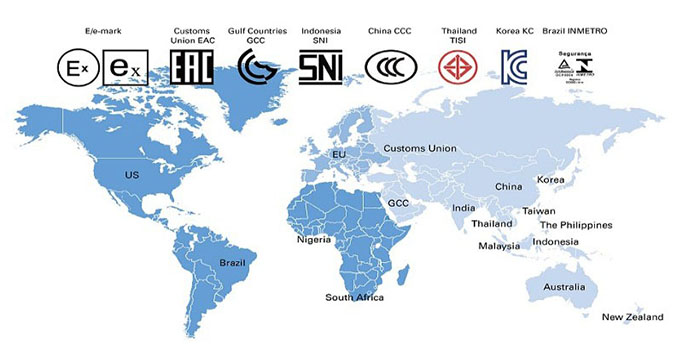 E/e-mark
Customs
Union EAC
Gulf Countries
GCC
Indonesia
SNI
China CCC
Thailand
TISI
Korea KC
Brazil INMETRO
Ex
ex
EAC
SNI
CCC
KC
Segurança
EU
Customs Union
US
China
Korea
GCC
India
Taiwan
Thailand
The Philippines
Nigeria
Malaysia
Indonesia
Brazil
Australia
South Africa
New Zealand